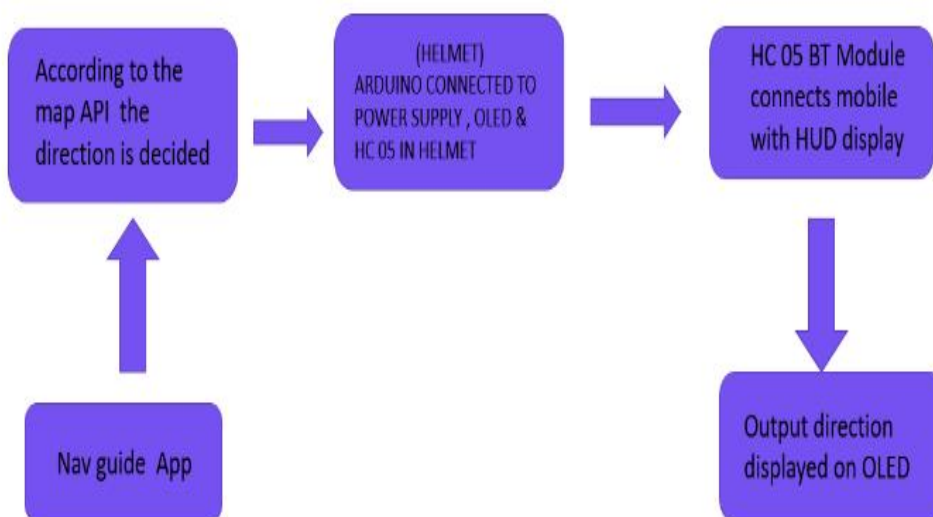 According to the
map API the
direction is decided
(HELMET)
ARDUINO CONNECTED TO
POWER SUPPLY , OLED &
HC 05 IN HELMET
HC 05 BT Module
connects mobile
with HUD display
Nav guide App
Output direction
displayed on OLED